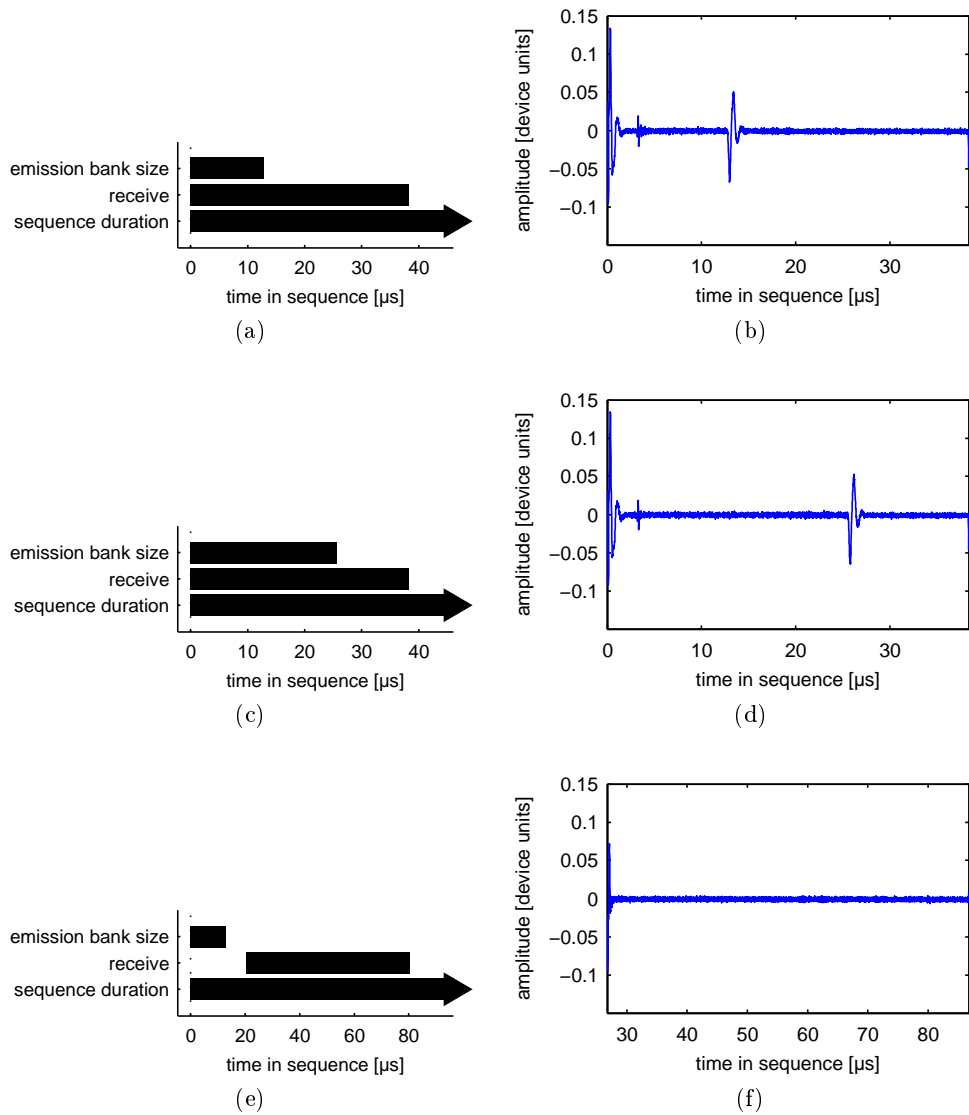 emission bank size
receive
sequence duration
0 10 20 30 40
time in sequence [µs]
(a)
0.15
0.1
0.05
0
−0.05
−0.1
amplitude [device units]
0 10 20 30
time in sequence [µs]
(b)
emission bank size
receive
sequence duration
0 10 20 30 40
time in sequence [µs]
(c)
0.15
0.1
0.05
0
−0.05
−0.1
amplitude [device units]
0 10 20 30
time in sequence [µs]
(d)
emission bank size
receive
sequence duration
0 20 40 60 80
time in sequence [µs]
(e)
0.15
0.1
0.05
0
−0.05
−0.1
amplitude [device units]
30 40 50 60 70 80
time in sequence [µs]
(f)